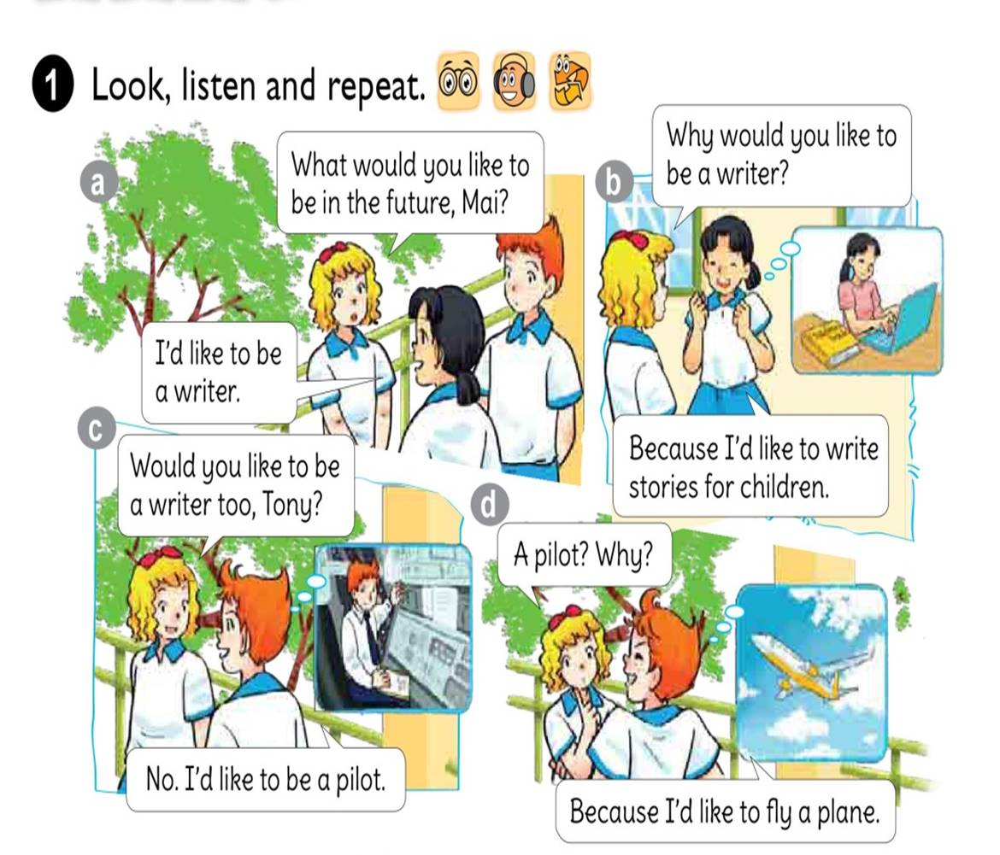 1 Look, listen and repeat.
a
What would you like to
be in the future, Mai?
I'd like to be
a writer.
b
Why would you like to
be a writer?
Because I'd like to write
stories for children.
c
Would you like to be
a writer too, Tony?
No. I'd like to be a pilot.
d
A pilot? Why?
Because I'd like to fly a plane.